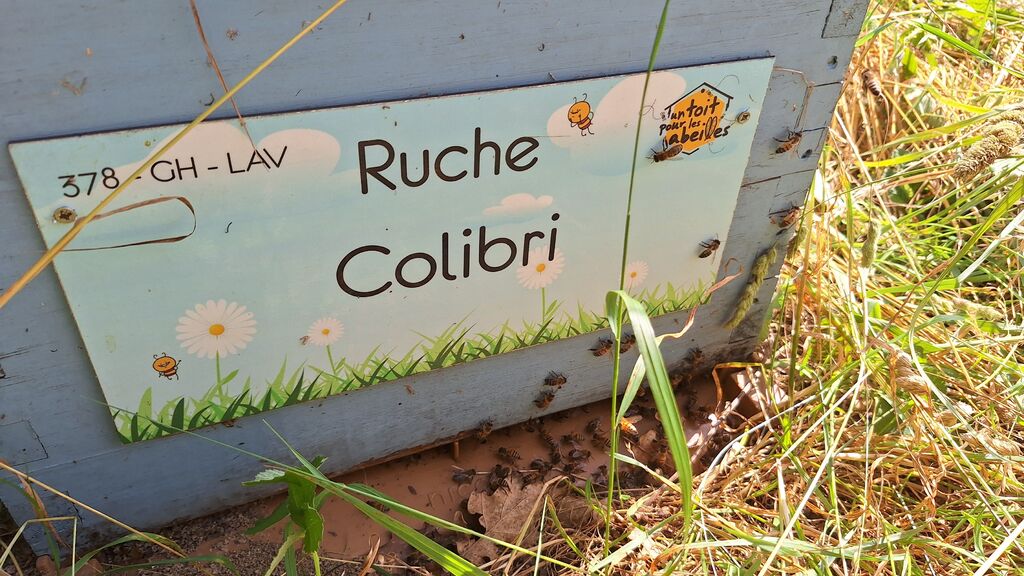 378 - GH - LAV
Ruche
Colibri
un toit
pour les
abeilles